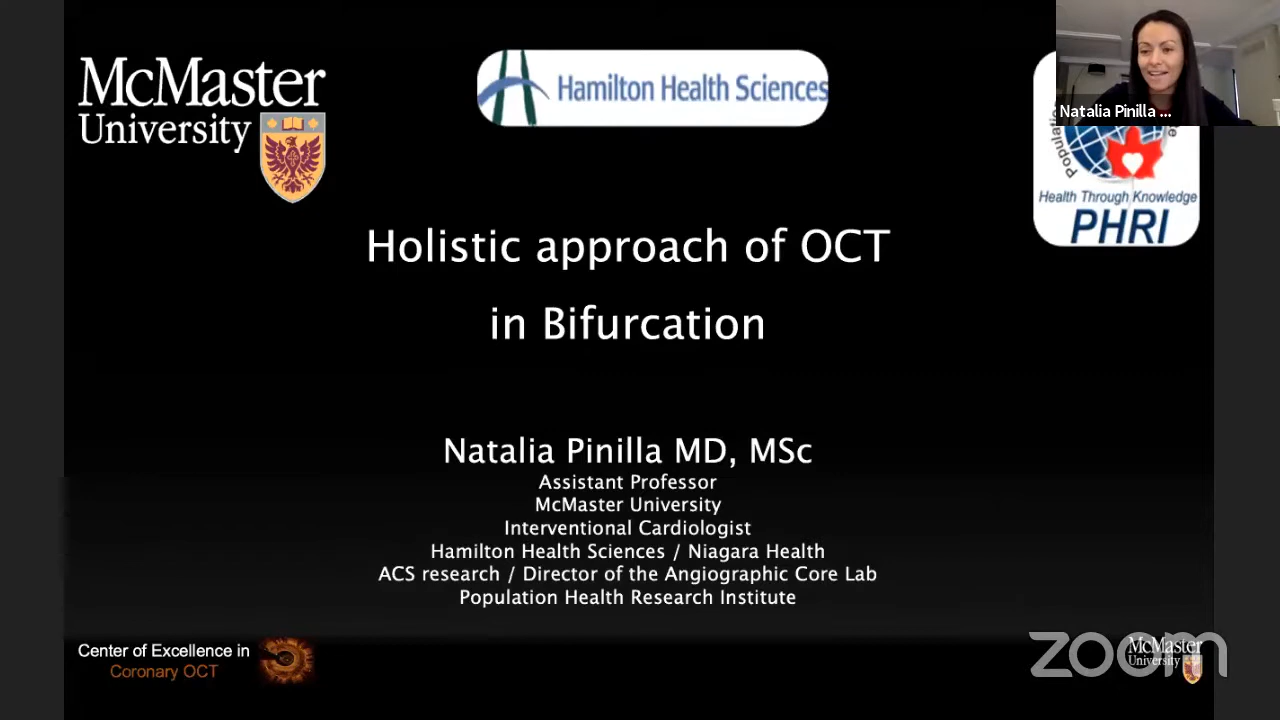 McMaster
University
Hamilton Health Sciences
Natalia Pinilla ...
Health Through Knowledge
PHRI
Holistic approach of OCT
in Bifurcation
Natalia Pinilla MD, MSc
Assistant Professor
McMaster University
Interventional Cardiologist
Hamilton Health Sciences / Niagara Health
ACS research / Director of the Angiographic Core Lab
Population Health Research Institute
Center of Excellence in
Coronary OCT
zoom
McMaster
University